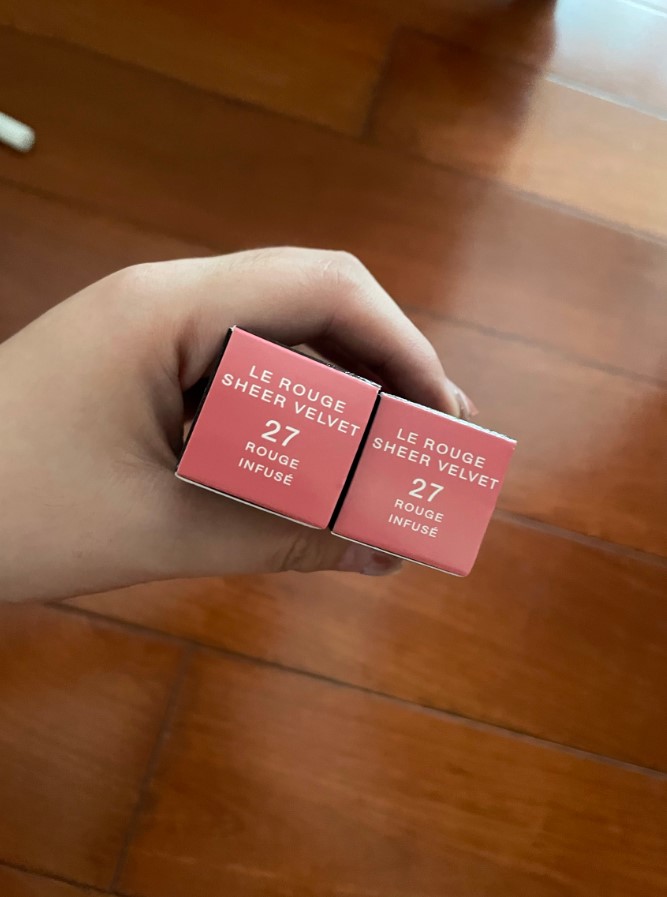 LE ROUGE
SHEER VELVET
27
ROUGE
INFUSÉ
LE ROUGE
SHEER VELVET
27
ROUGE
INFUSÉ